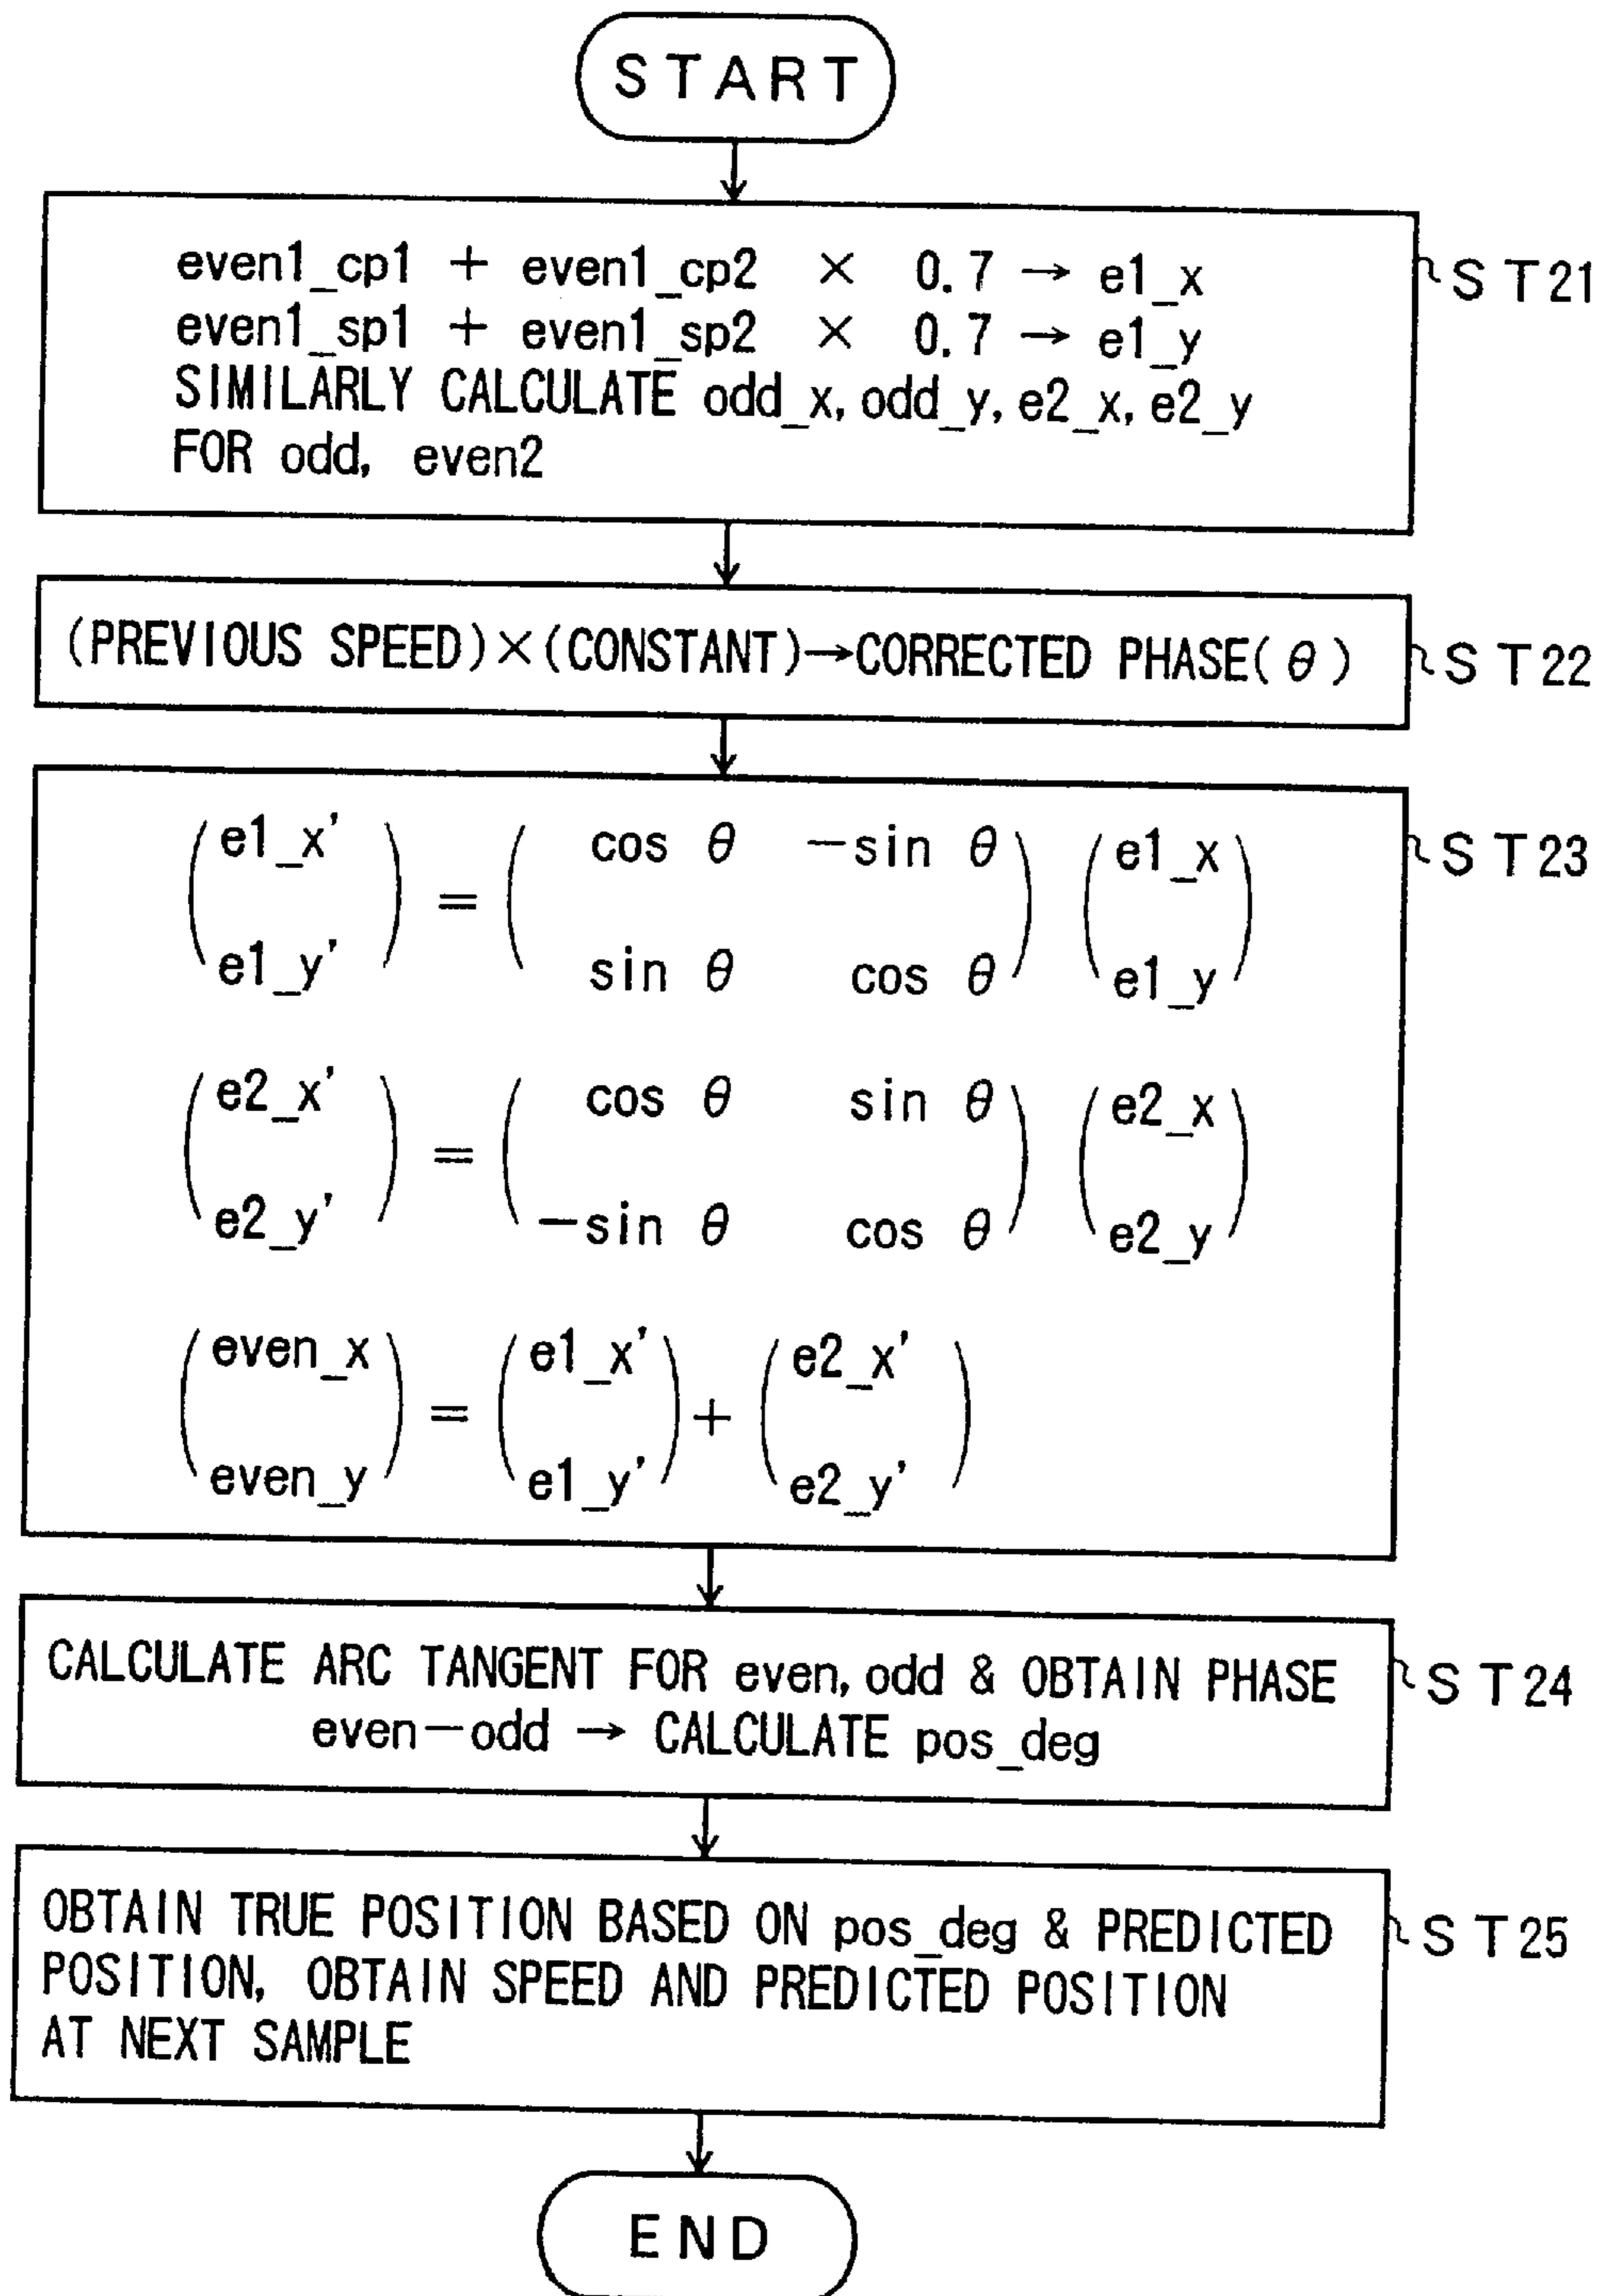 START
even1_cp1 + even1_cp2 × 0.7 → e1_x
even1_sp1 + even1_sp2 × 0.7 → e1_y
SIMILARLY CALCULATE odd_x, odd_y, e2_x, e2_y
FOR odd, even2
ST21
(PREVIOUS SPEED)×(CONSTANT)→CORRECTED PHASE(θ)
ST22
e1_x' cos θ −sin θ e1_x
=
e1_y' sin θ cos θ e1_y
ST23
e2_x' cos θ sin θ e2_x
=
e2_y' −sin θ cos θ e2_y
even_x e1_x' e2_x'
= +
even_y e1_y' e2_y'
CALCULATE ARC TANGENT FOR even, odd & OBTAIN PHASE
even−odd → CALCULATE pos_deg
ST24
OBTAIN TRUE POSITION BASED ON pos_deg & PREDICTED
POSITION, OBTAIN SPEED AND PREDICTED POSITION
AT NEXT SAMPLE
ST25
END